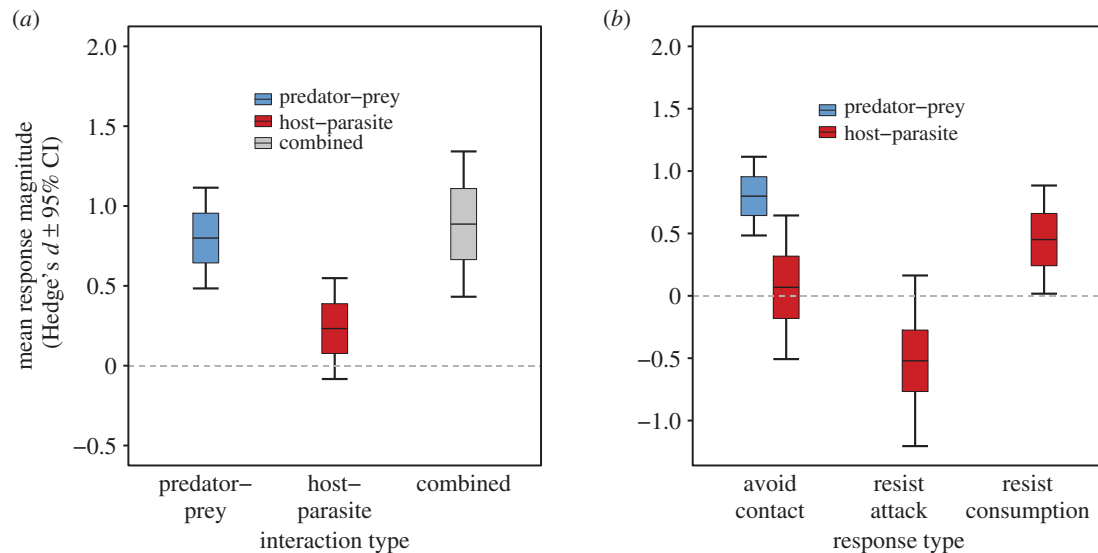 (a)
mean response magnitude
(Hedge's d ± 95% CI)
2.0
1.5
1.0
0.5
0
−0.5
predator−prey
host−parasite
combined
predator−
prey
host−
parasite
combined
interaction type
(b)
2.0
1.5
1.0
0.5
0
−0.5
−1.0
predator−prey
host−parasite
avoid
contact
resist
attack
resist
consumption
response type